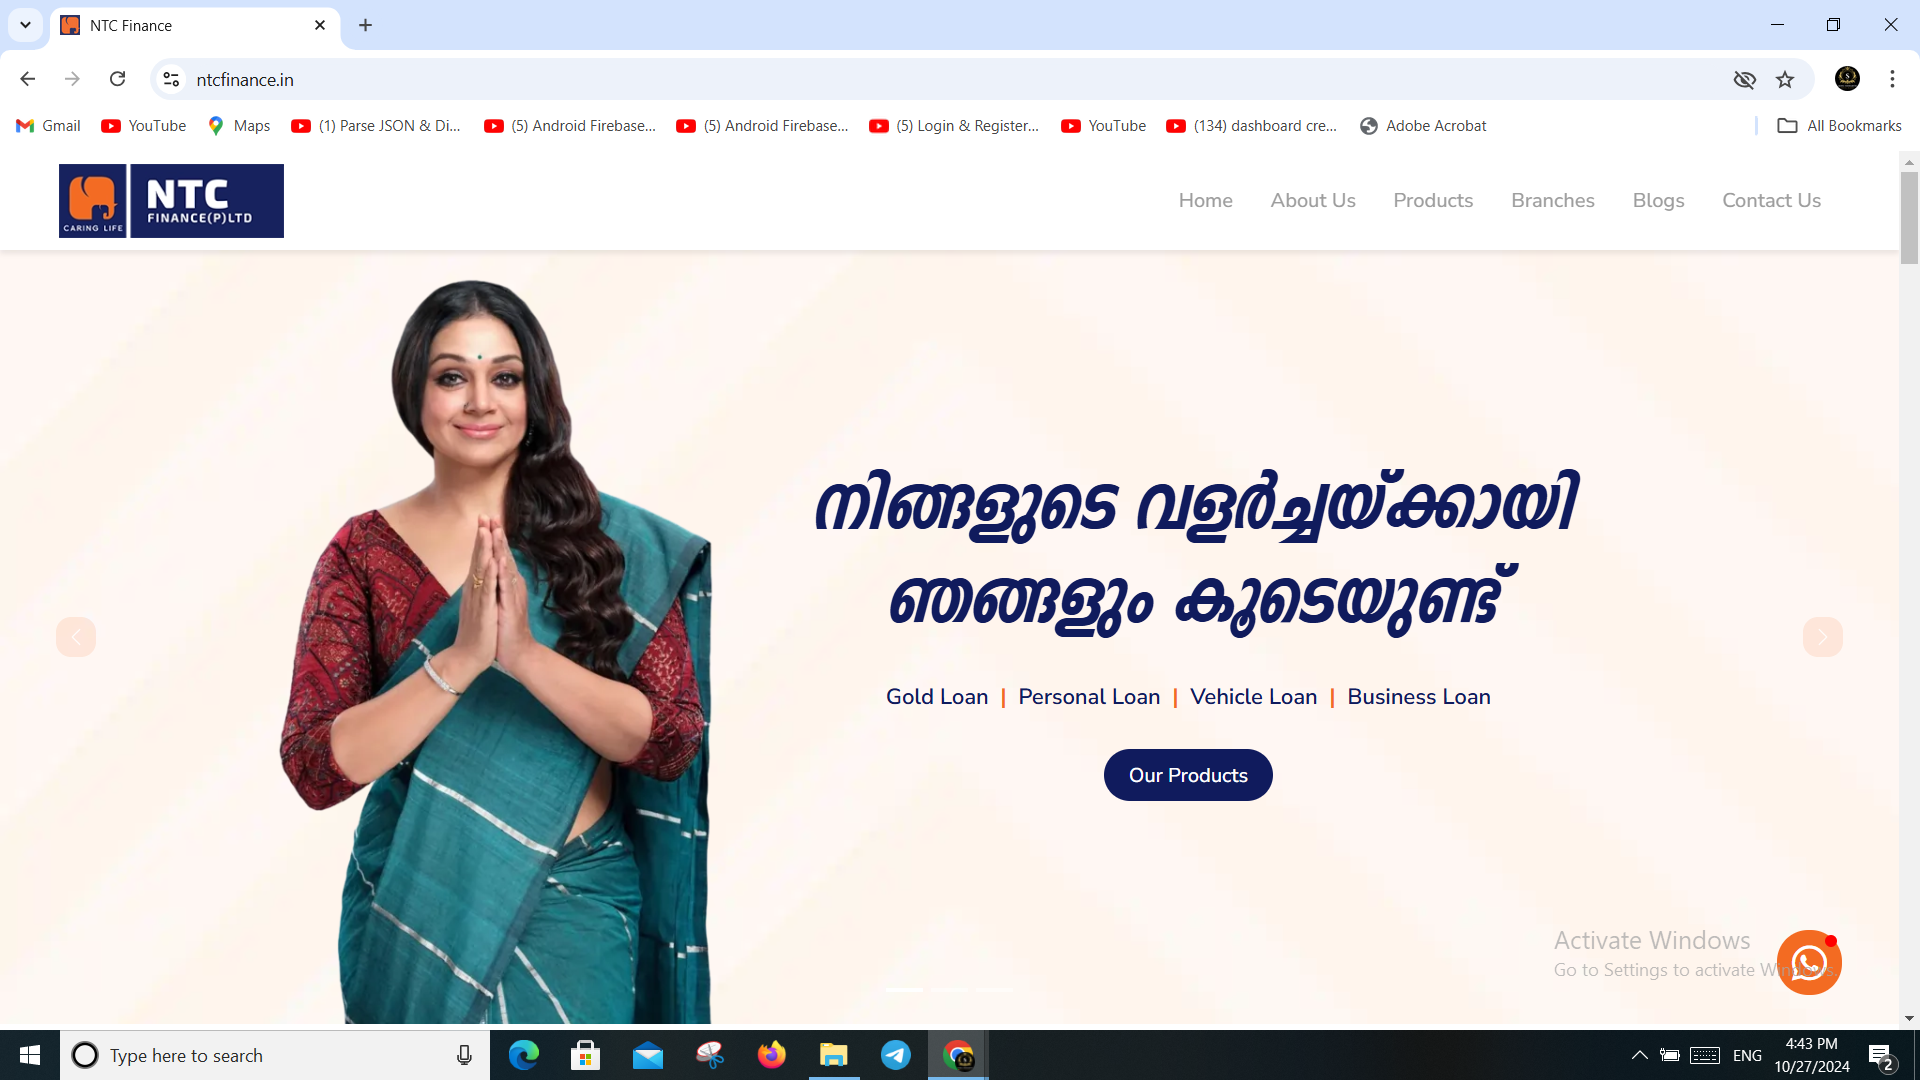 NTC Finance
ntcfinance.in
Gmail YouTube Maps (1) Parse JSON & Di... (5) Android Firebase... (5) Android Firebase... (5) Login & Register... YouTube (134) dashboard cre... Adobe Acrobat All Bookmarks
NTC
FINANCE(P)LTD
CARING LIFE
Home About Us Products Branches Blogs Contact Us
നിങ്ങളുടെ വളർച്ചയ്ക്കായി
ഞങ്ങളും കൂടെയുണ്ട്
Gold Loan | Personal Loan | Vehicle Loan | Business Loan
Our Products
Activate Windows
Go to Settings to activate Windows.
Type here to search
ENG
4:43 PM
10/27/2024
2